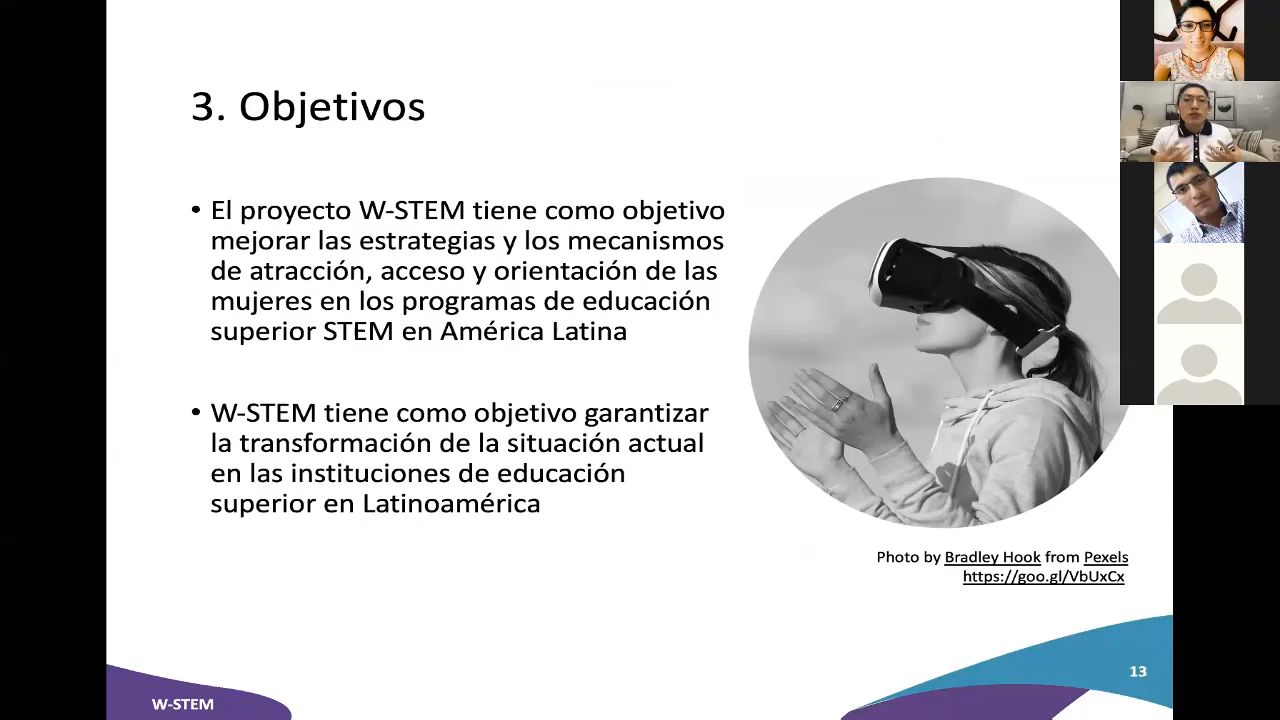 3. Objetivos
• El proyecto W-STEM tiene como objetivo
mejorar las estrategias y los mecanismos
de atracción, acceso y orientación de las
mujeres en los programas de educación
superior STEM en América Latina
• W-STEM tiene como objetivo garantizar
la transformación de la situación actual
en las instituciones de educación
superior en Latinoamérica
Photo by Bradley Hook from Pexels
https://goo.gl/VbUxCx
13
W-STEM